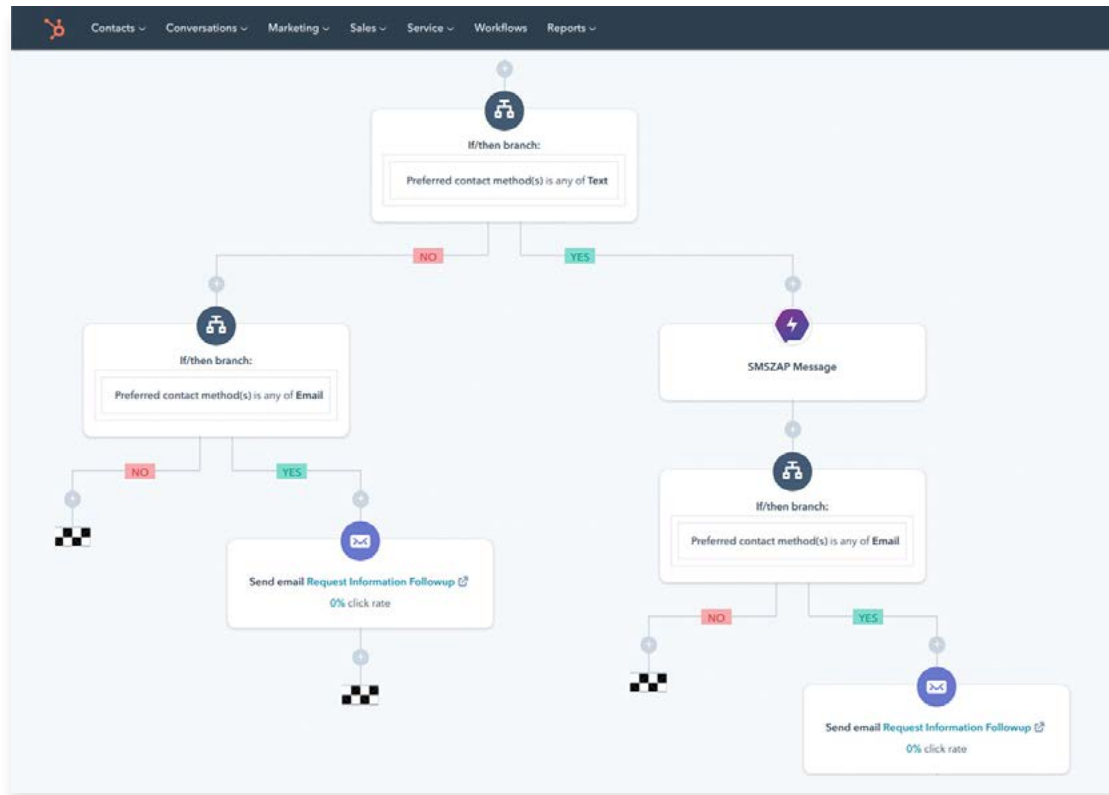 Contacts Conversations Marketing Sales Service Workflows Reports
If/then branch:
Preferred contact method(s) is any of Text
NO
YES
If/then branch:
Preferred contact method(s) is any of Email
SMSZAP Message
NO
YES
If/then branch:
Preferred contact method(s) is any of Email
Send email Request Information Followup
0% click rate
NO
YES
Send email Request Information Followup
0% click rate